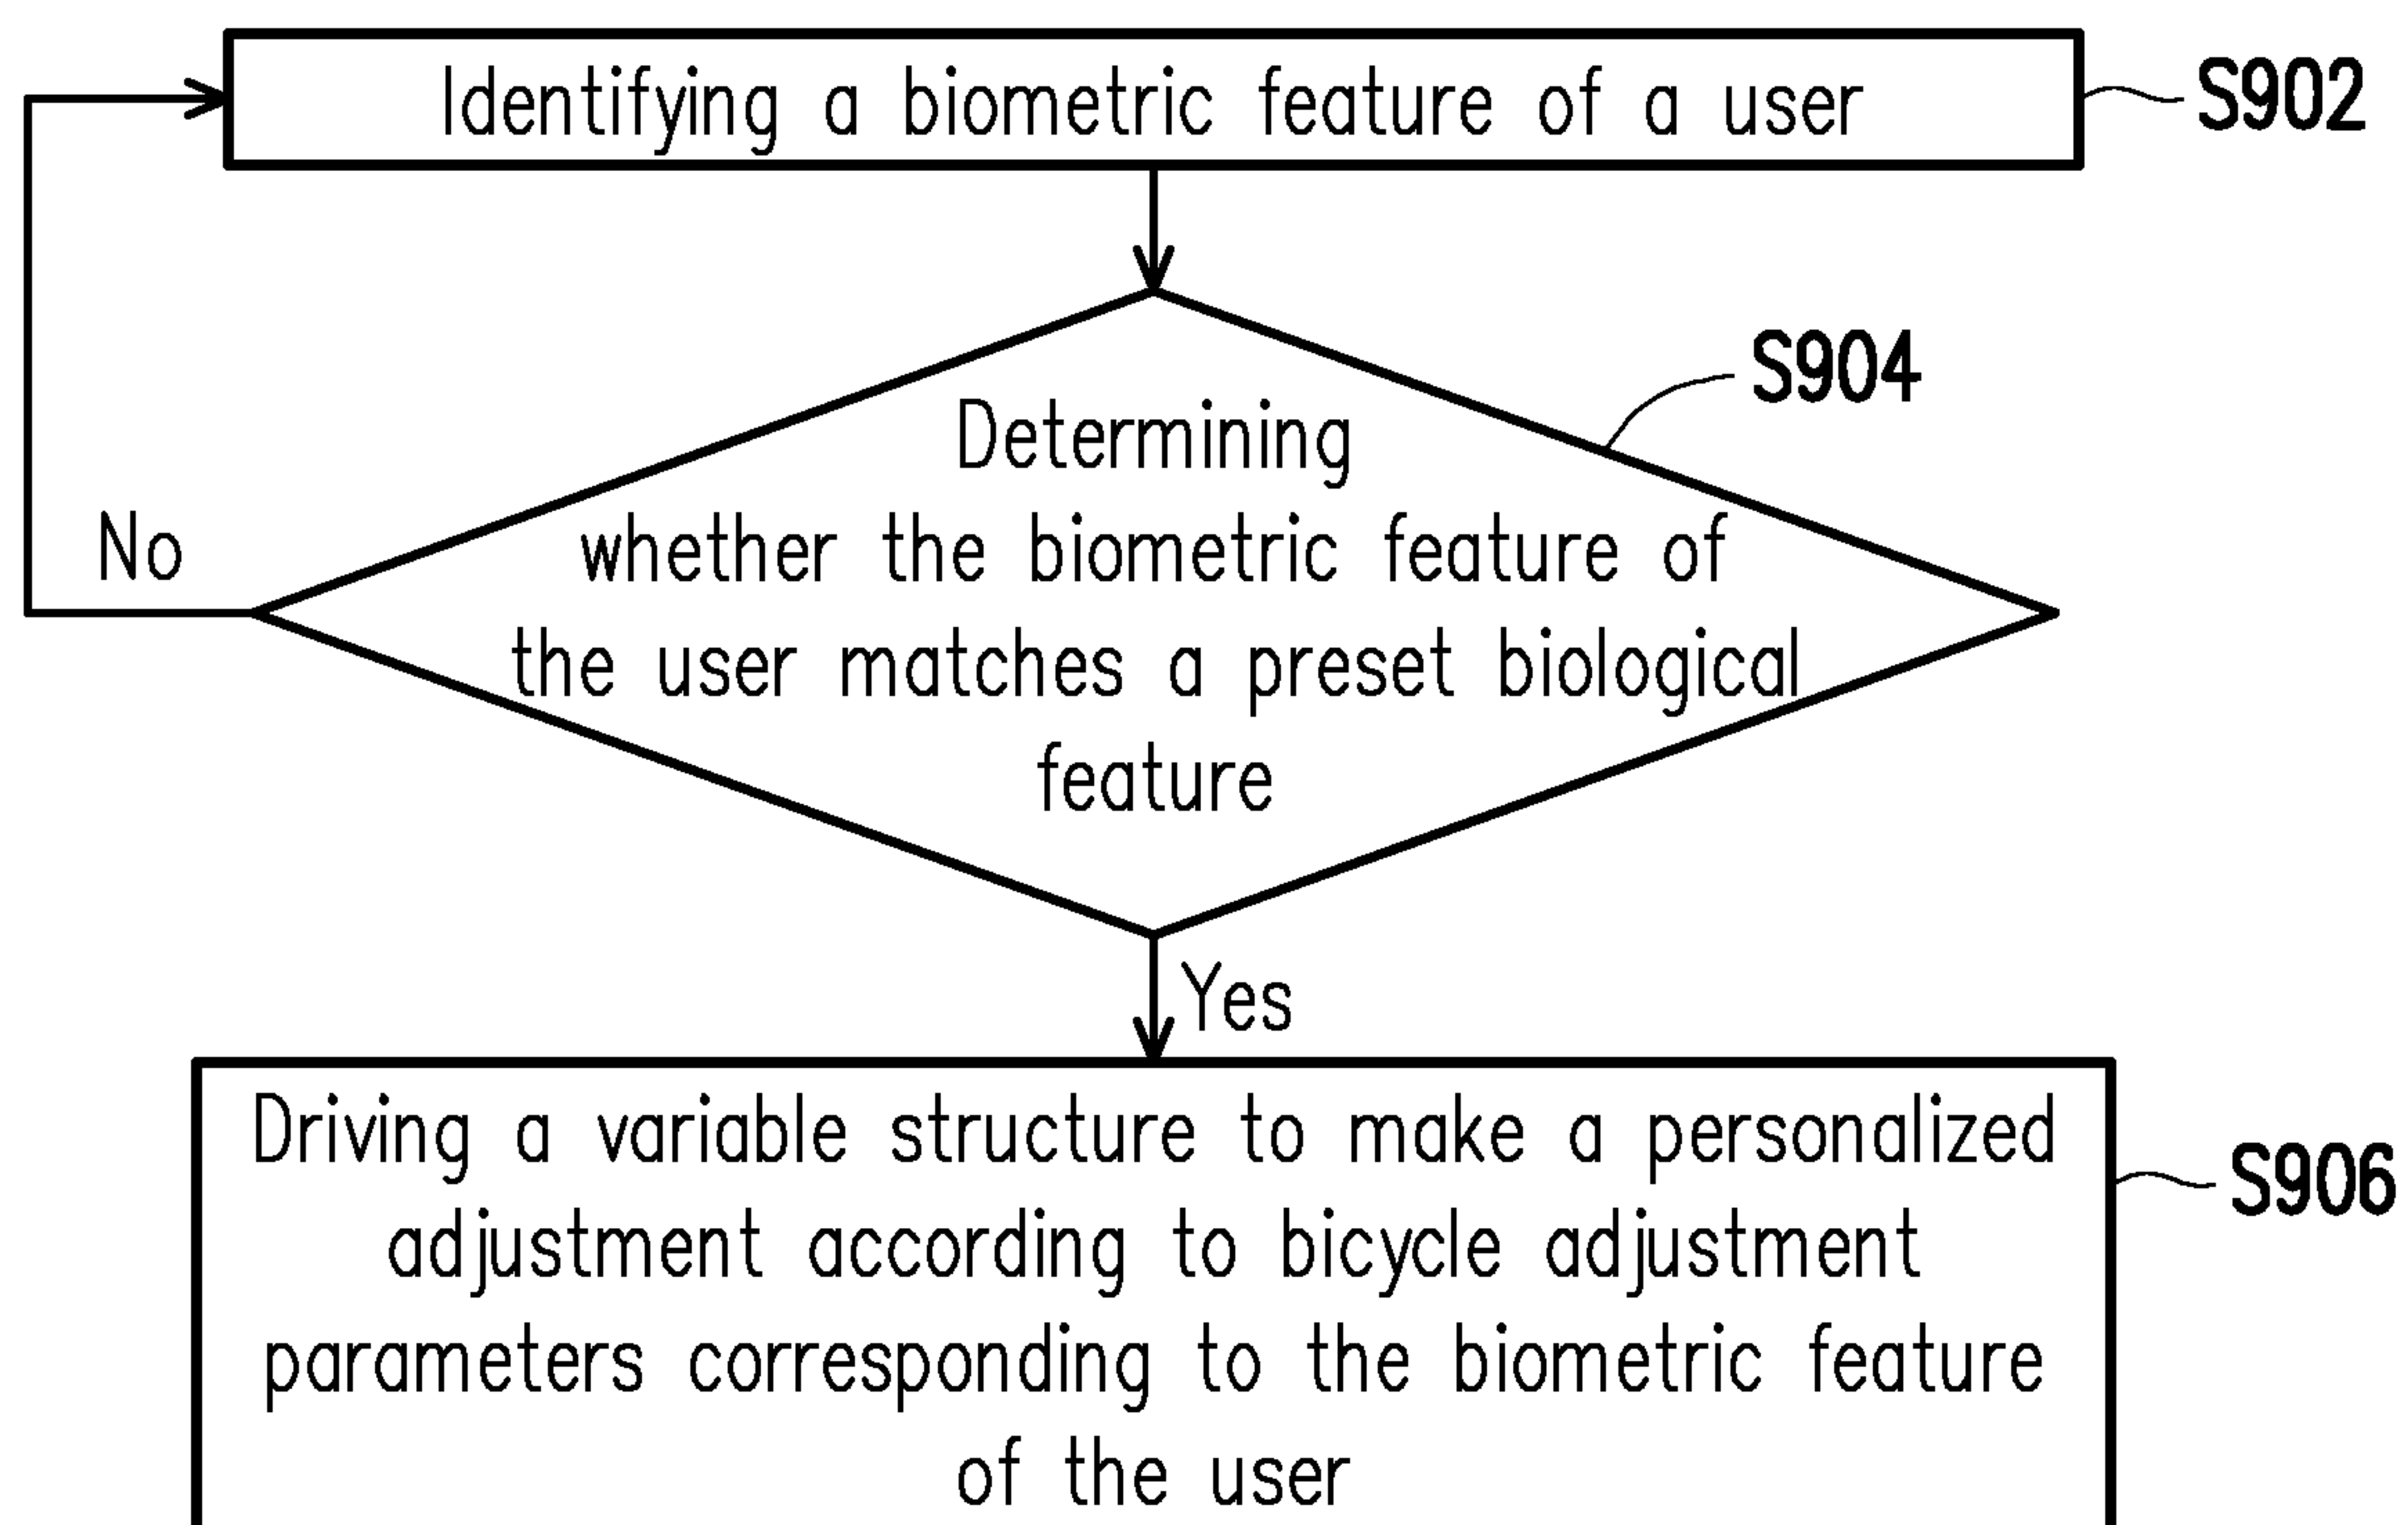 Identifying a biometric feature of a user
S902
S904
Determining
whether the biometric feature of
the user matches a preset biological
feature
No
Yes
Driving a variable structure to make a personalized
adjustment according to bicycle adjustment
parameters corresponding to the biometric feature
of the user
S906